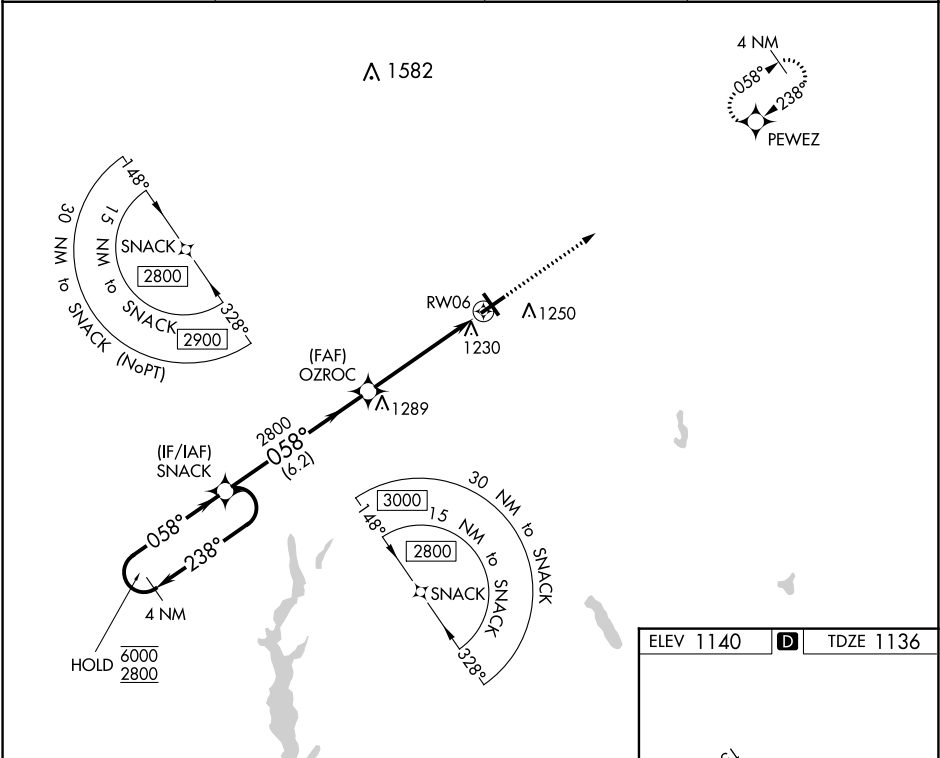 4 NM
058°
238°
PEWEZ
1582
148°
30 NM to SNACK (NoPT)
15 NM to SNACK
SNACK
2800
2900
328°
RW06
1250
1230
(FAF)
OZROC
1289
2800
058°
(6.2)
(IF/IAF)
SNACK
058°
238°
4 NM
HOLD 6000
2800
30 NM to SNACK
3000
15 NM to SNACK
148°
2800
SNACK
328°
ELEV 1140 D TDZE 1136